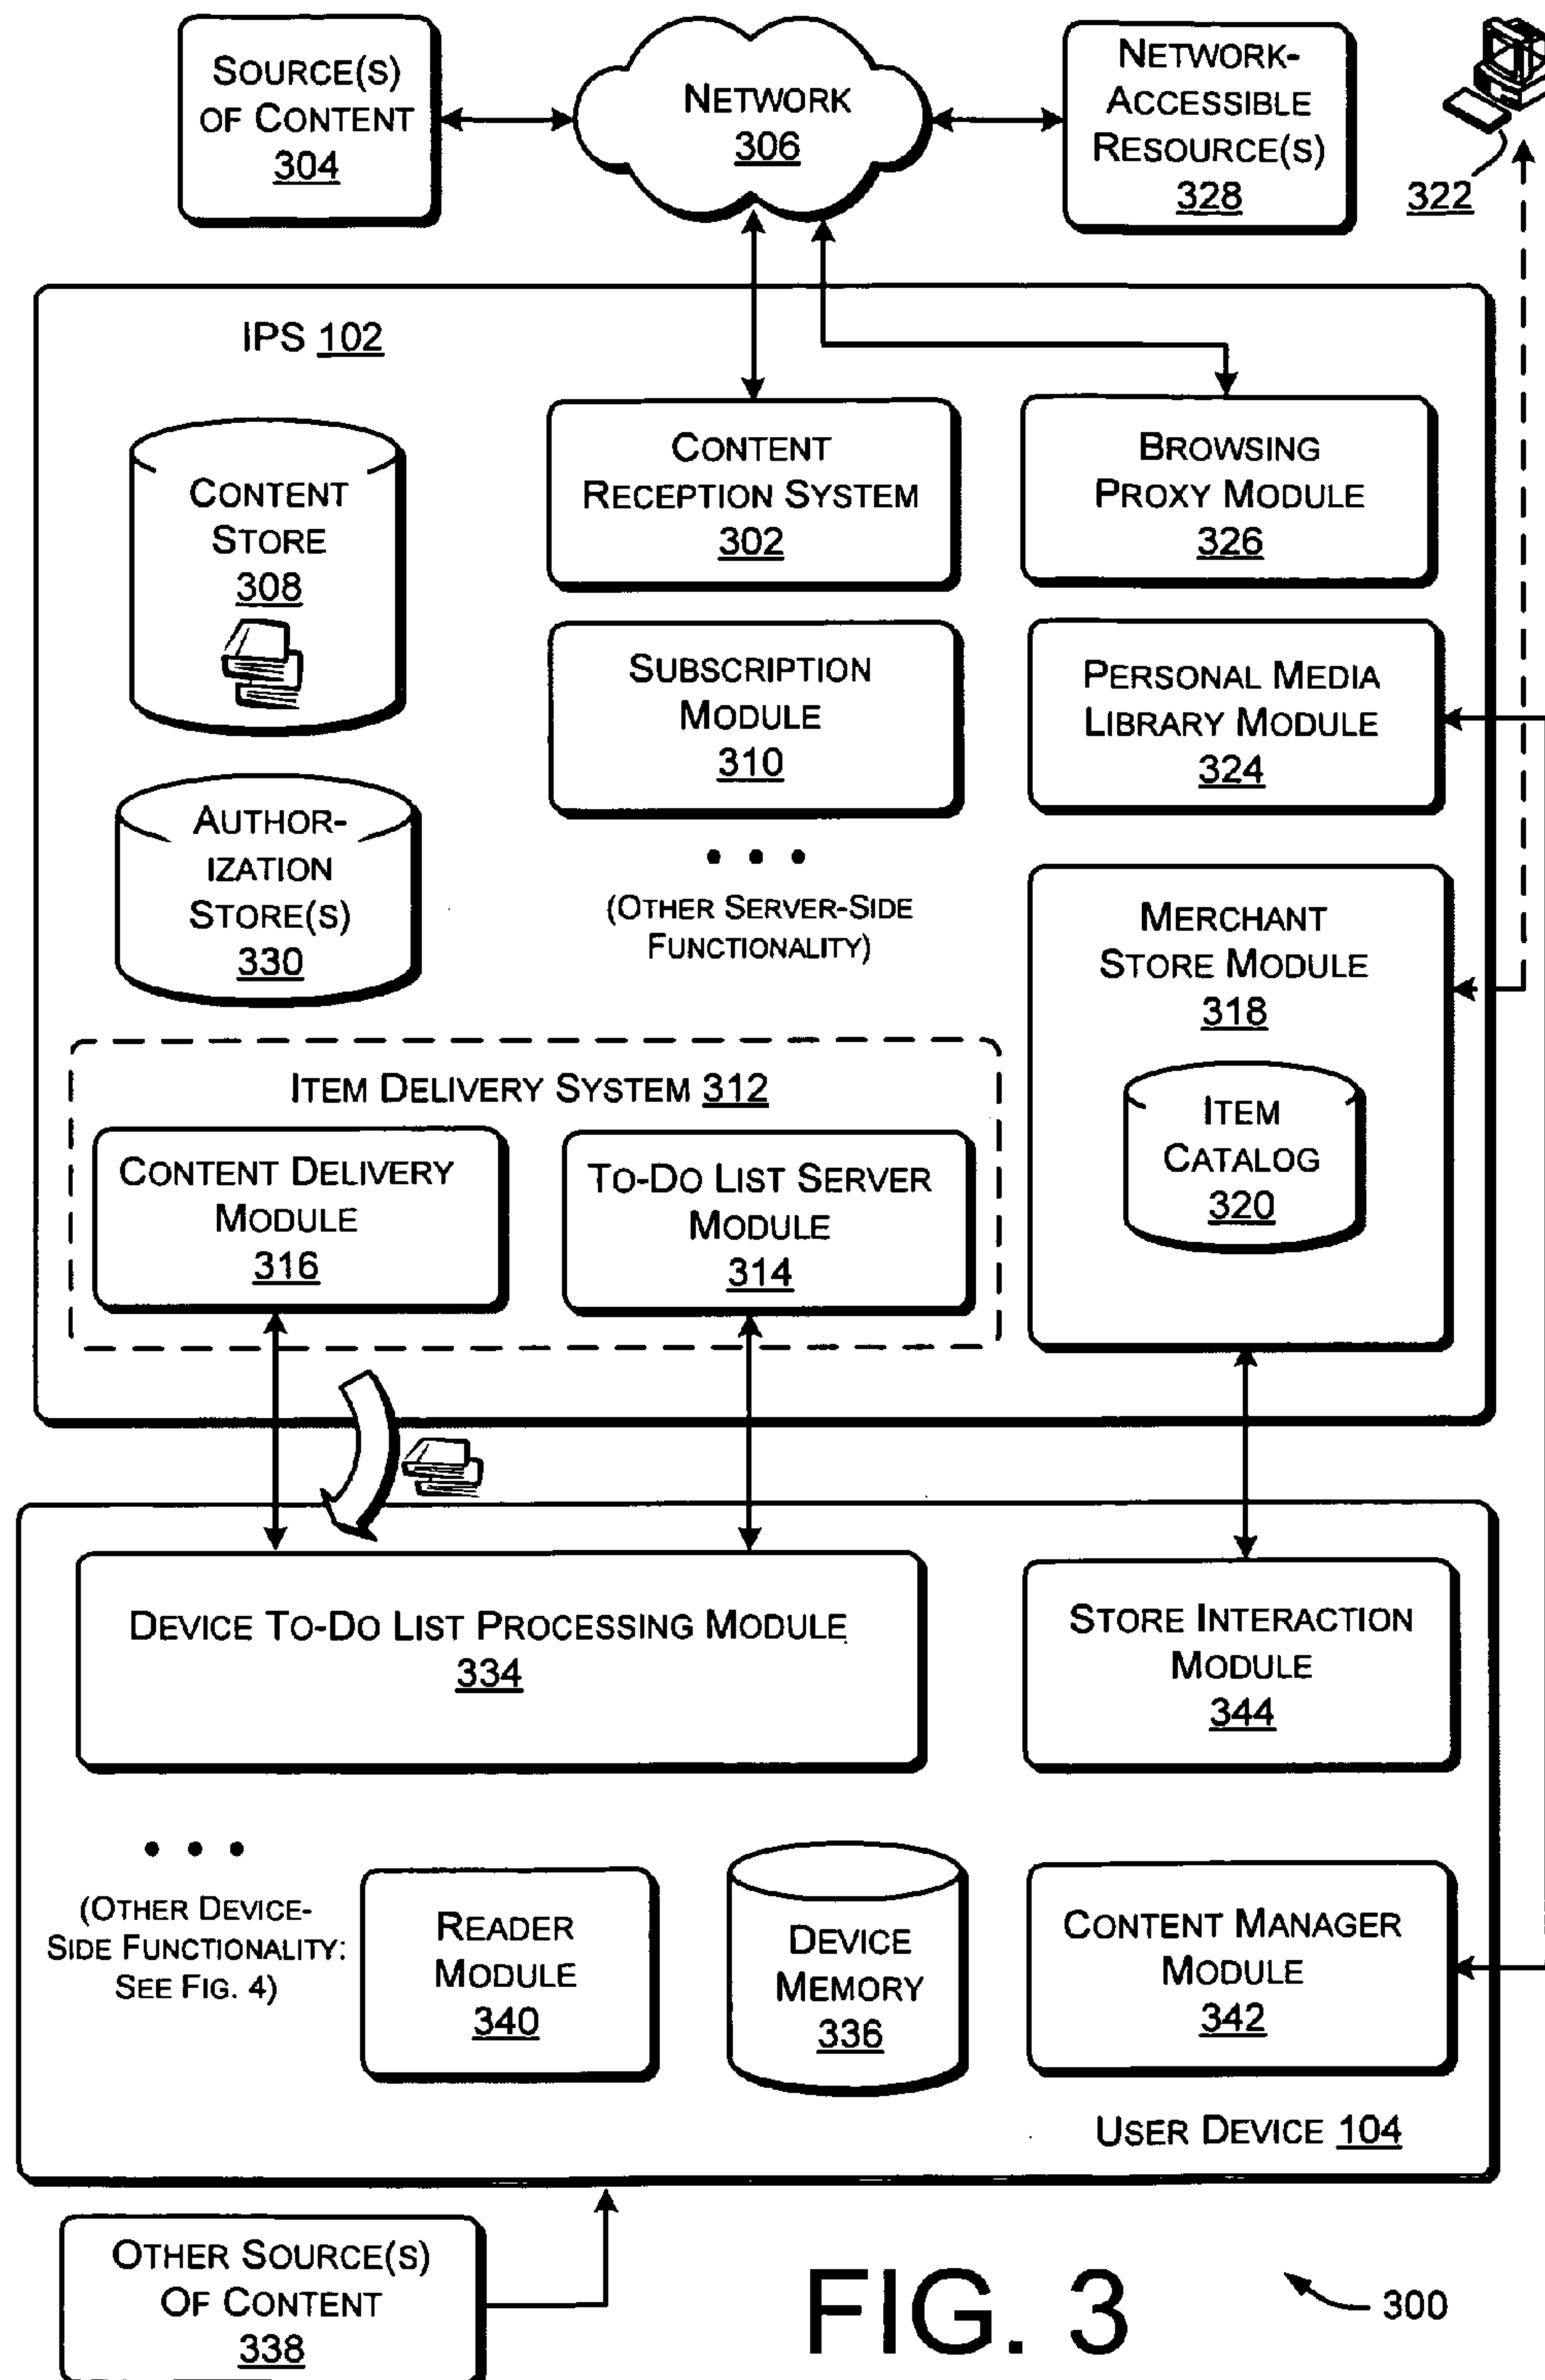 SOURCE(S)
OF CONTENT
304
NETWORK
306
NETWORK-
ACCESSIBLE
RESOURCE(S)
328
322
IPS 102
CONTENT
STORE
308
CONTENT
RECEPTION SYSTEM
302
BROWSING
PROXY MODULE
326
SUBSCRIPTION
MODULE
310
PERSONAL MEDIA
LIBRARY MODULE
324
AUTHOR-
IZATION
STORE(S)
330
• • •
(OTHER SERVER-SIDE
FUNCTIONALITY)
MERCHANT
STORE MODULE
318
ITEM
CATALOG
320
ITEM DELIVERY SYSTEM 312
CONTENT DELIVERY
MODULE
316
TO-DO LIST SERVER
MODULE
314
DEVICE TO-DO LIST PROCESSING MODULE
334
STORE INTERACTION
MODULE
344
• • •
(OTHER DEVICE-
SIDE FUNCTIONALITY:
SEE FIG. 4)
READER
MODULE
340
DEVICE
MEMORY
336
CONTENT MANAGER
MODULE
342
USER DEVICE 104
OTHER SOURCE(S)
OF CONTENT
338
FIG. 3
300